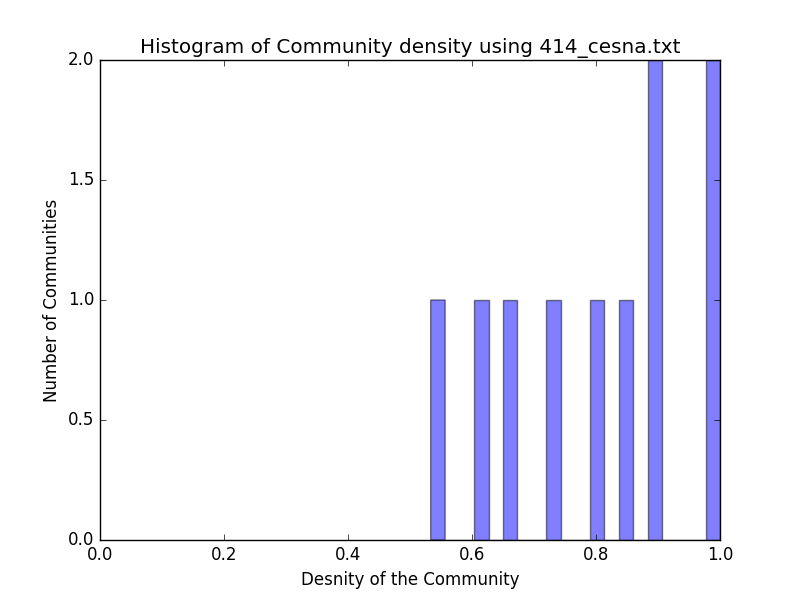 Histogram of Community density using 414_cesna.txt
2.0
1.5
1.0
0.5
0.0
Number of Communities
0.0 0.2 0.4 0.6 0.8 1.0
Desnity of the Community